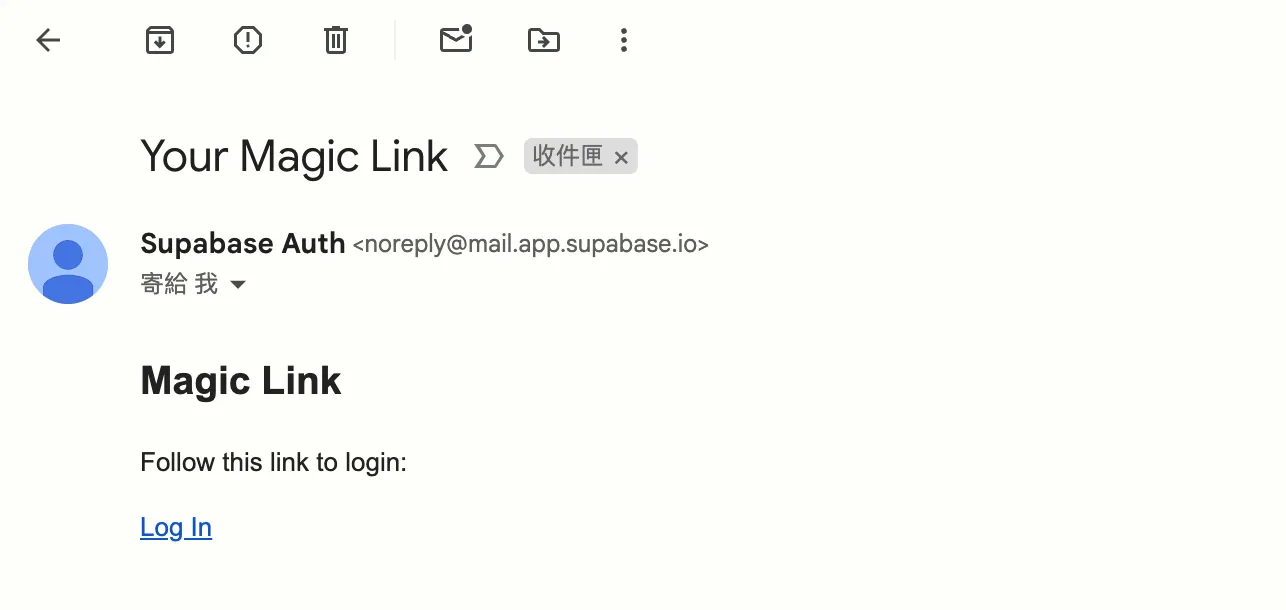 Your Magic Link 收件匣 ×
Supabase Auth <noreply@mail.app.supabase.io>
寄給 我
Magic Link
Follow this link to login:
Log In